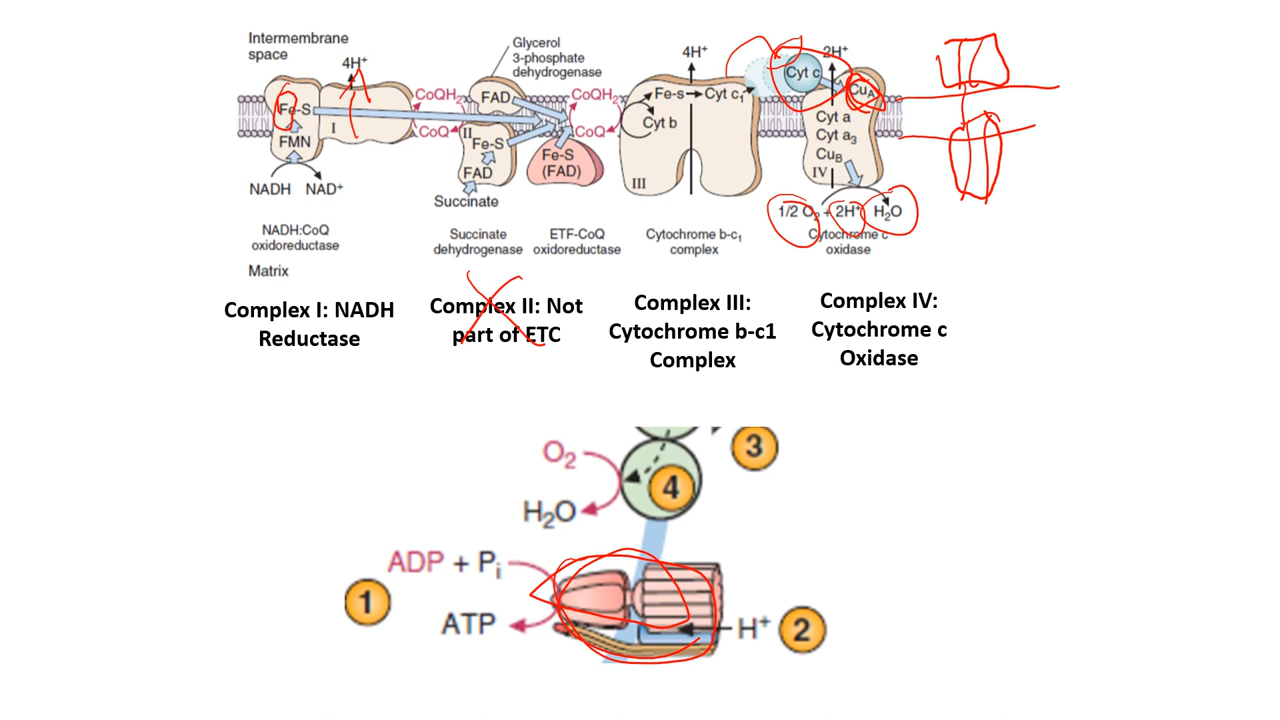 Intermembrane
space
4H⁺
Glycerol
3-phosphate
dehydrogenase
4H⁺
2H⁺
CoQH₂
FAD
CoQH₂
Fe-s
Cyt c₁
Cyt c
CuA
Fe-S
I
CoQ
II
Fe-S
CoQ
Cyt b
Cyt a
Cyt a₃
FMN
Fe-S
(FAD)
CuB
FAD
III
IV
NADH
NAD⁺
Succinate
1/2 O₂ + 2H⁺
H₂O
NADH:CoQ
oxidoreductase
Succinate
dehydrogenase
ETF-CoQ
oxidoreductase
Cytochrome b-c₁
complex
Cytochrome c
oxidase
Matrix
Complex I: NADH
Reductase
Complex II: Not
part of ETC
Complex III:
Cytochrome b-c1
Complex
Complex IV:
Cytochrome c
Oxidase
O₂
3
4
H₂O
ADP + Pi
1
ATP
H⁺
2